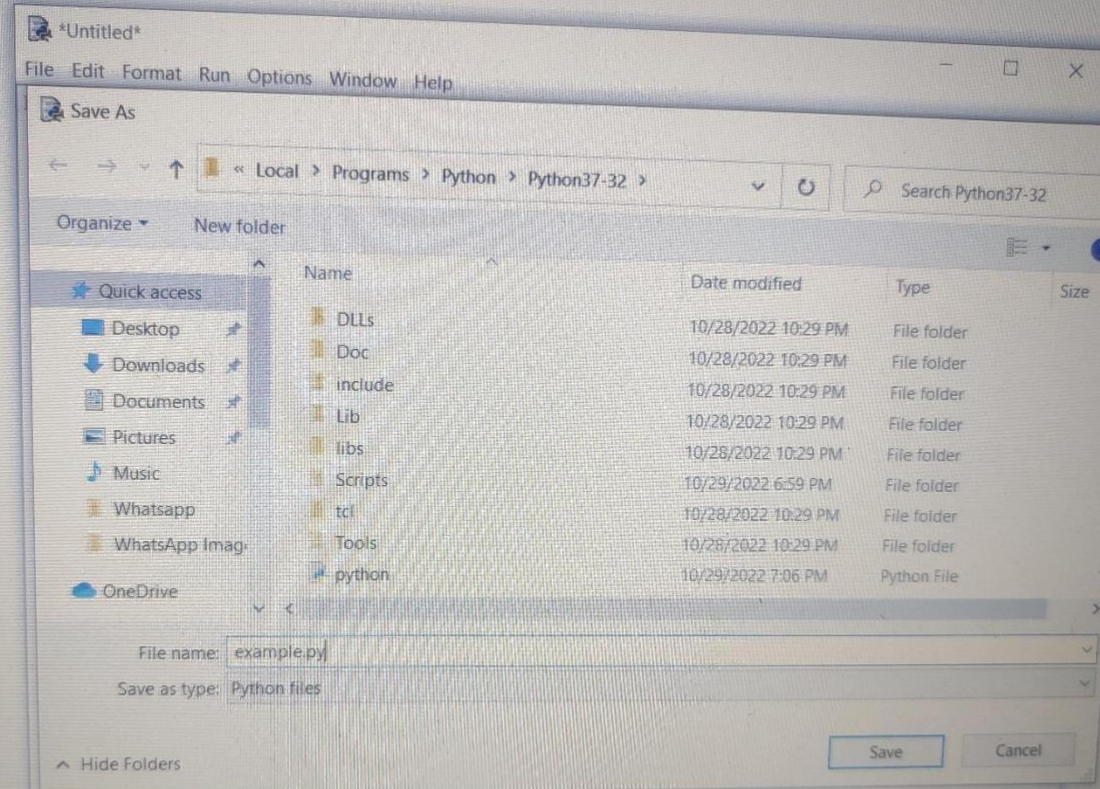 *Untitled*
File Edit Format Run Options Window Help
Save As
« Local > Programs > Python > Python37-32 >
Search Python37-32
Organize New folder
Name Date modified Type Size
Quick access
Desktop
Downloads
Documents
Pictures
Music
Whatsapp
WhatsApp Imag
OneDrive
DLLs 10/28/2022 10:29 PM File folder
Doc 10/28/2022 10:29 PM File folder
include 10/28/2022 10:29 PM File folder
Lib 10/28/2022 10:29 PM File folder
libs 10/28/2022 10:29 PM File folder
Scripts 10/29/2022 6:59 PM File folder
tcl 10/28/2022 10:29 PM File folder
Tools 10/28/2022 10:29 PM File folder
python 10/29/2022 7:06 PM Python File
File name: example.py
Save as type: Python files
Hide Folders Save Cancel